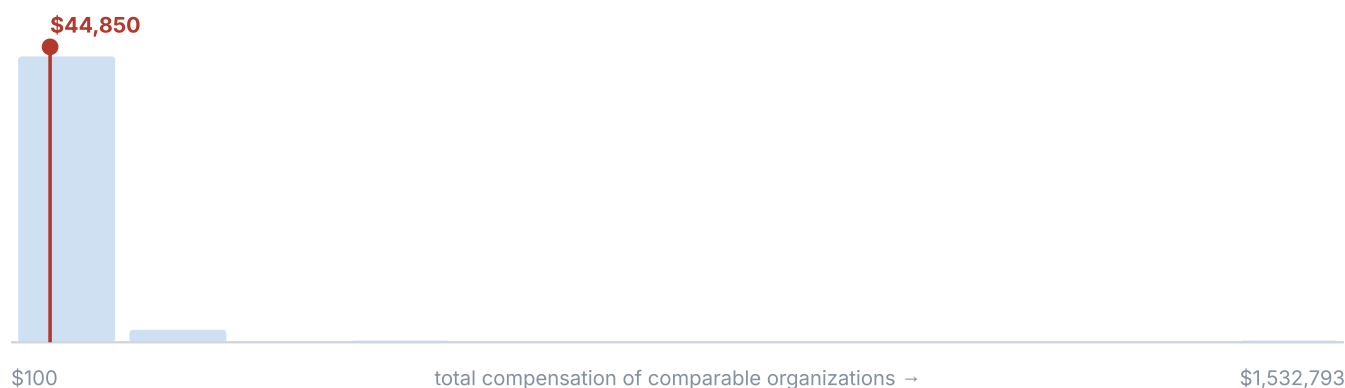 $44,850
$100 total compensation of comparable organizations → $1,532,793